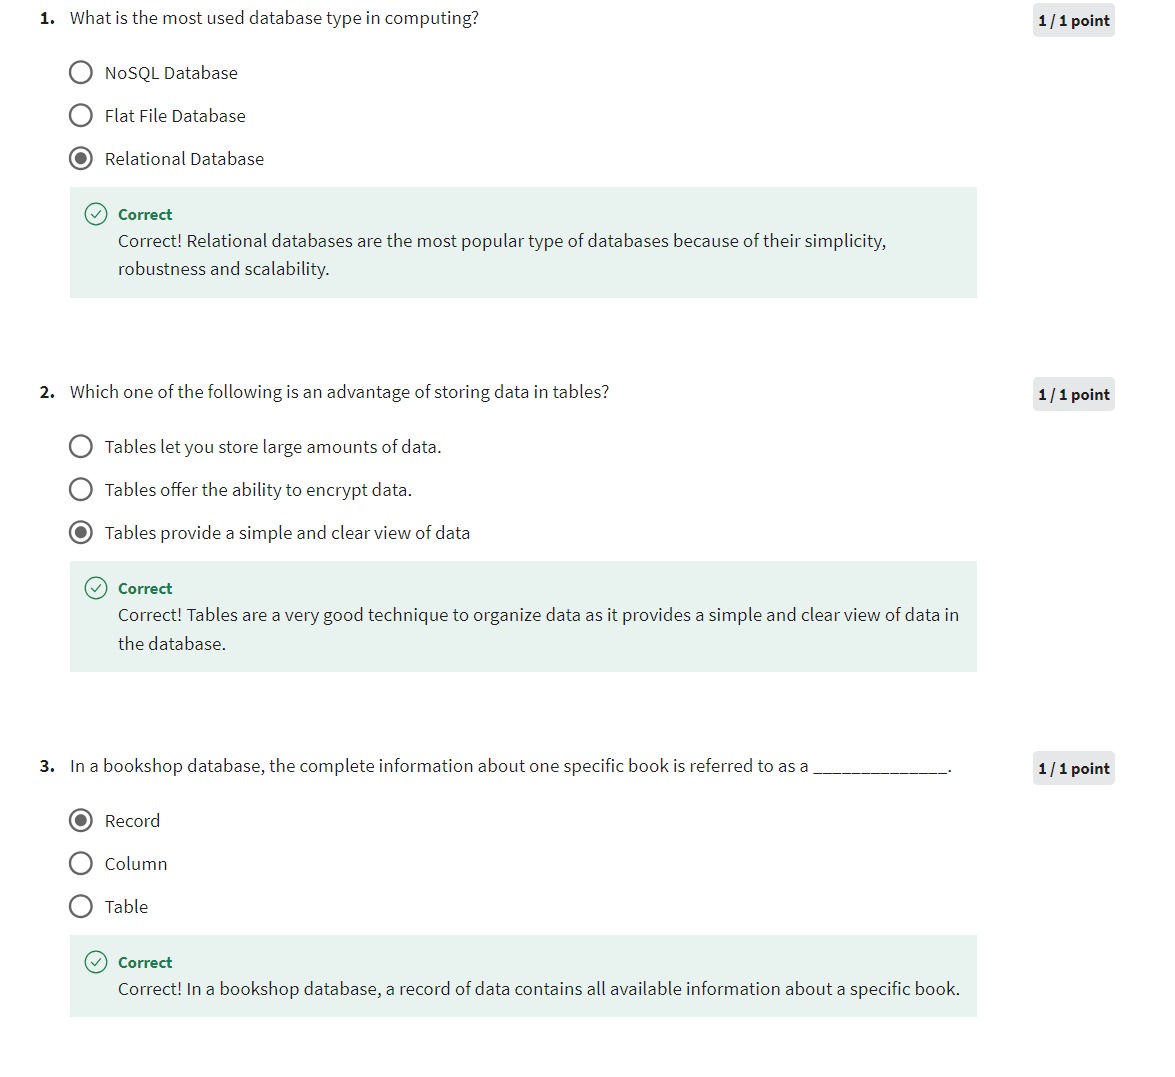 1. What is the most used database type in computing?
1 / 1 point
NoSQL Database
Flat File Database
Relational Database
Correct
Correct! Relational databases are the most popular type of databases because of their simplicity,
robustness and scalability.
2. Which one of the following is an advantage of storing data in tables?
1 / 1 point
Tables let you store large amounts of data.
Tables offer the ability to encrypt data.
Tables provide a simple and clear view of data
Correct
Correct! Tables are a very good technique to organize data as it provides a simple and clear view of data in
the database.
3. In a bookshop database, the complete information about one specific book is referred to as a ______________.
1 / 1 point
Record
Column
Table
Correct
Correct! In a bookshop database, a record of data contains all available information about a specific book.